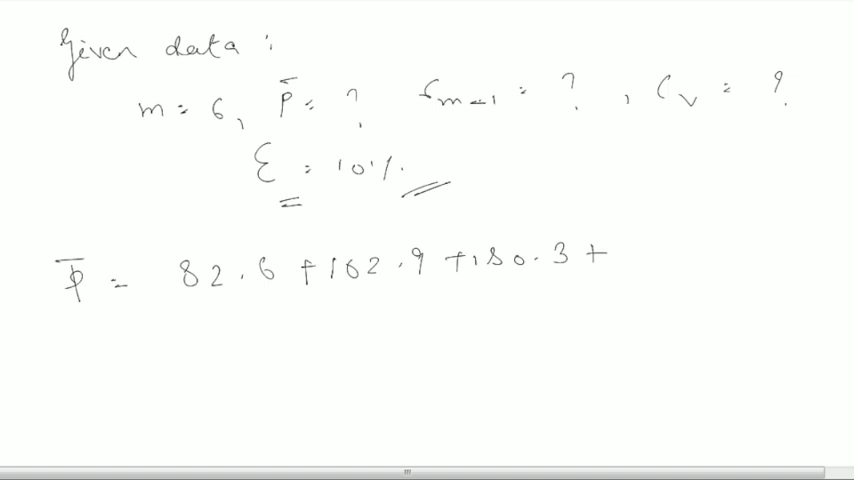 Given data :
m = 6, P̄ = ? σm-1 = ? , Cv = ?
Ɛ = 10%.
P̄ = 82.6 + 162.9 + 180.3 +